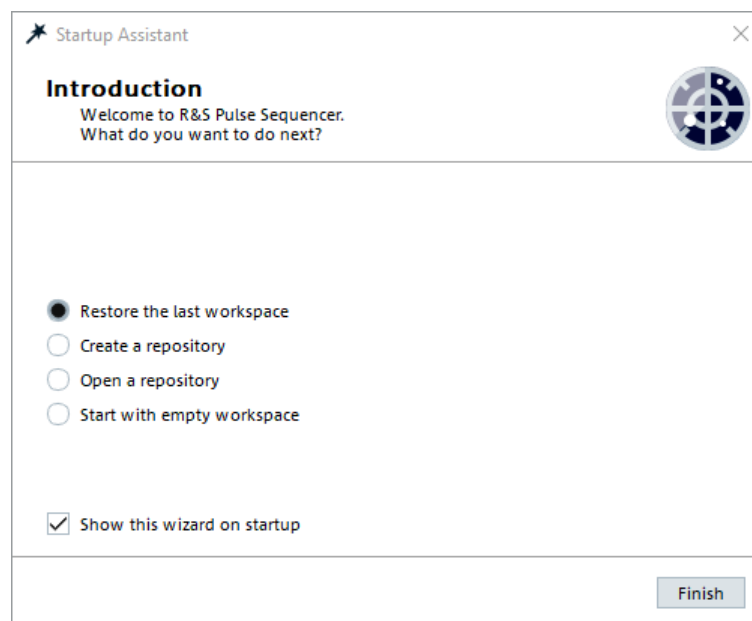 Startup Assistant
Introduction
Welcome to R&S Pulse Sequencer.
What do you want to do next?
Restore the last workspace
Create a repository
Open a repository
Start with empty workspace
Show this wizard on startup
Finish